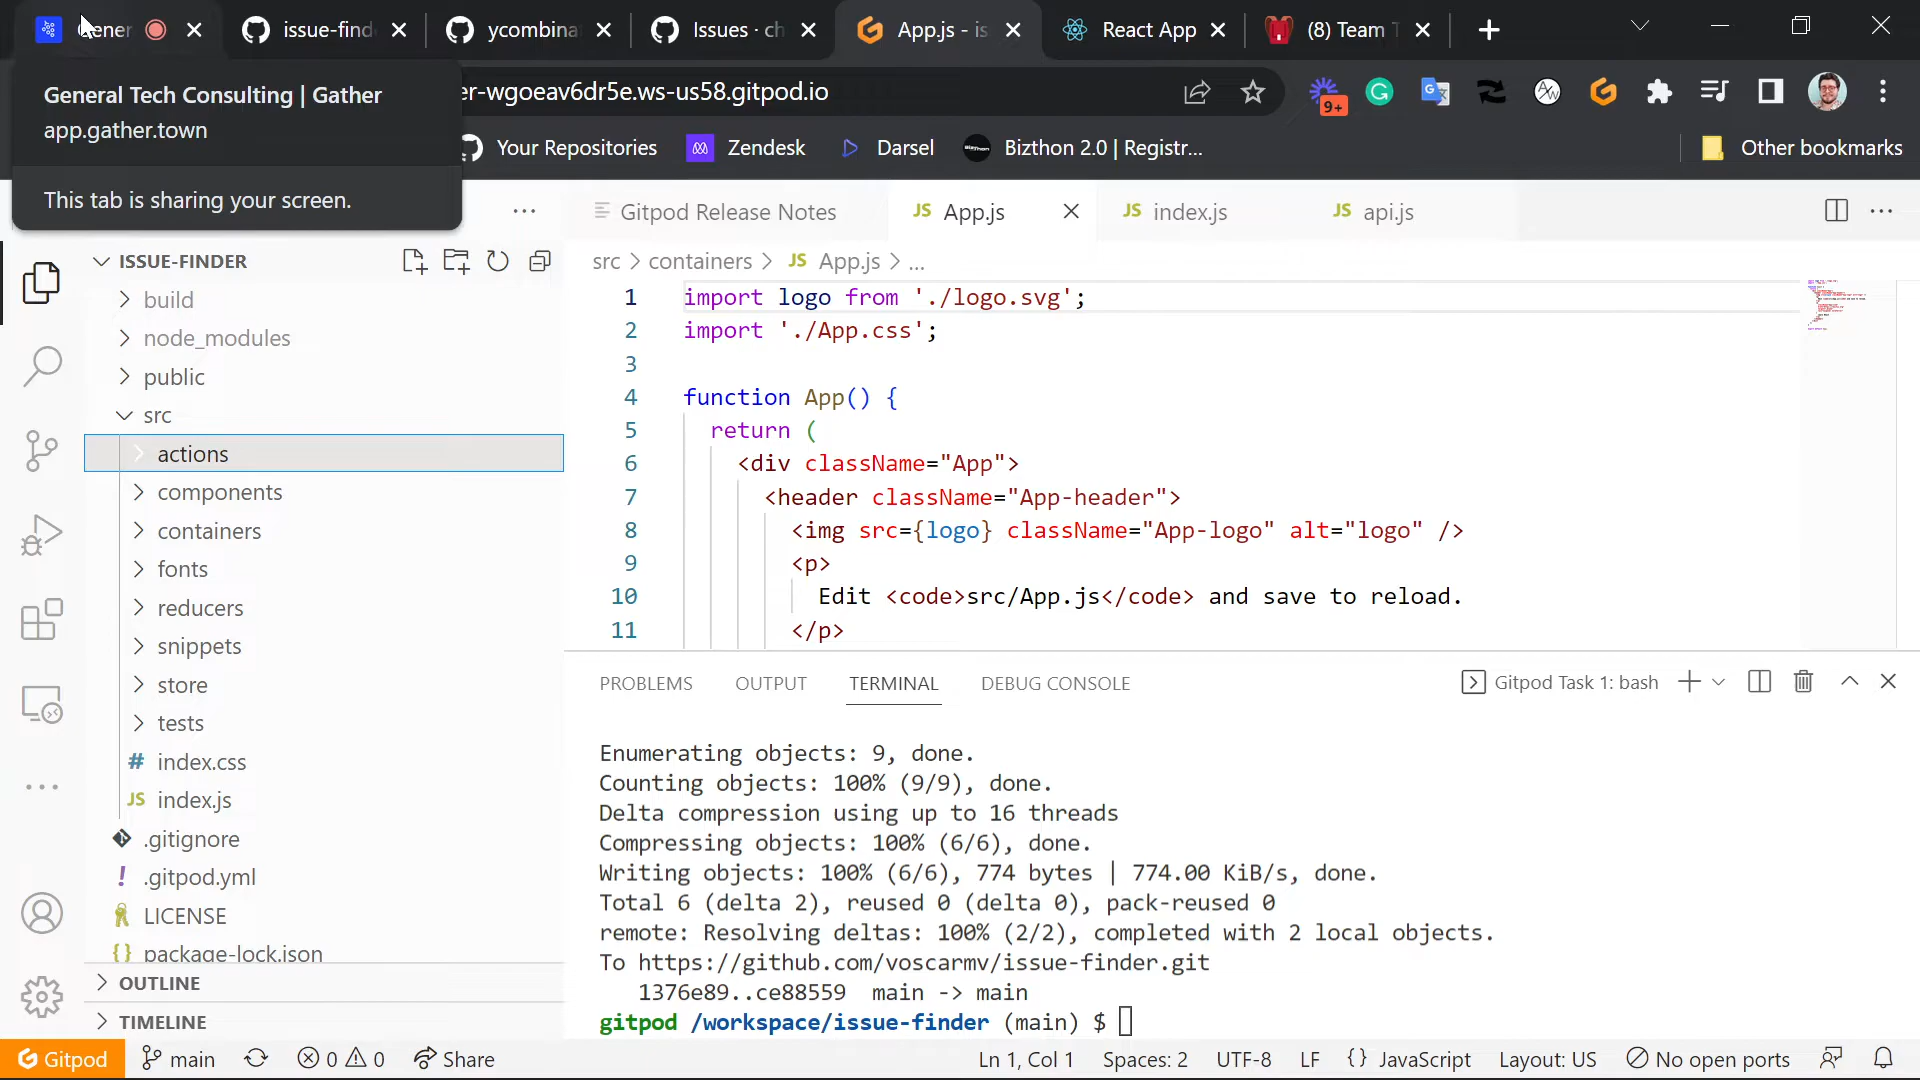 ener
issue-find
ycombina
Issues · ch
App.js - is
React App
(8) Team T
General Tech Consulting | Gather
app.gather.town
This tab is sharing your screen.
er-wgoeav6dr5e.ws-us58.gitpod.io
9+
Your Repositories
Zendesk
Darsel
Bizthon 2.0 | Registr...
Other bookmarks
Gitpod Release Notes
JS App.js
JS index.js
JS api.js
src > containers > JS App.js > ...
ISSUE-FINDER
build
node_modules
public
src
actions
components
containers
fonts
reducers
snippets
store
tests
# index.css
JS index.js
.gitignore
! .gitpod.yml
LICENSE
{} package-lock.json
OUTLINE
TIMELINE
1 import logo from './logo.svg';
2 import './App.css';
3
4 function App() {
5 return (
6 <div className="App">
7 <header className="App-header">
8 <img src={logo} className="App-logo" alt="logo" />
9 <p>
10 Edit <code>src/App.js</code> and save to reload.
11 </p>
PROBLEMS
OUTPUT
TERMINAL
DEBUG CONSOLE
Gitpod Task 1: bash
Enumerating objects: 9, done.
Counting objects: 100% (9/9), done.
Delta compression using up to 16 threads
Compressing objects: 100% (6/6), done.
Writing objects: 100% (6/6), 774 bytes | 774.00 KiB/s, done.
Total 6 (delta 2), reused 0 (delta 0), pack-reused 0
remote: Resolving deltas: 100% (2/2), completed with 2 local objects.
To https://github.com/voscarmv/issue-finder.git
1376e89..ce88559 main -> main
gitpod /workspace/issue-finder (main) $
Gitpod
main
0 0
Share
Ln 1, Col 1
Spaces: 2
UTF-8
LF
{} JavaScript
Layout: US
No open ports